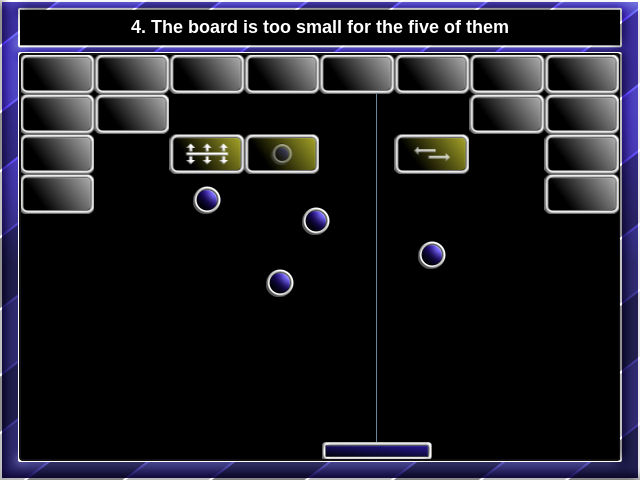 4. The board is too small for the five of them